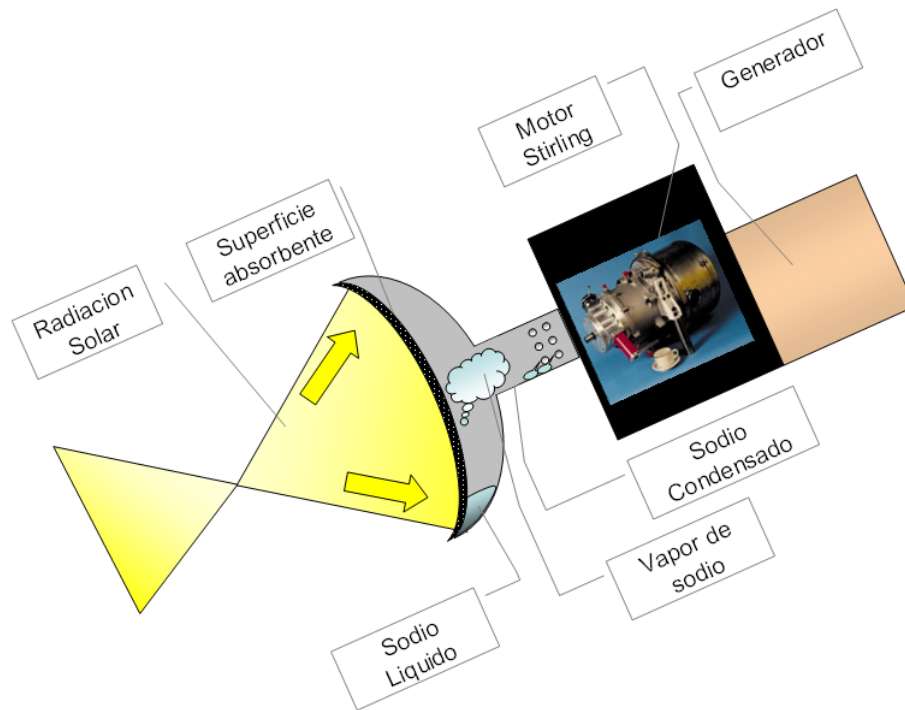 Generador
Motor
Stirling
Superficie
absorbente
Radiacion
Solar
Sodio
Condensado
Vapor de
sodio
Sodio
Liquido